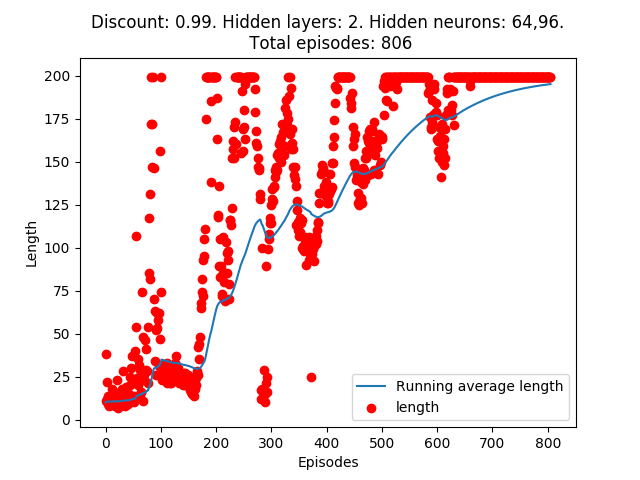 Discount: 0.99. Hidden layers: 2. Hidden neurons: 64,96.
Total episodes: 806
200
175
150
125
100
75
50
25
0
Length
0 100 200 300 400 500 600 700 800
Episodes
Running average length
length